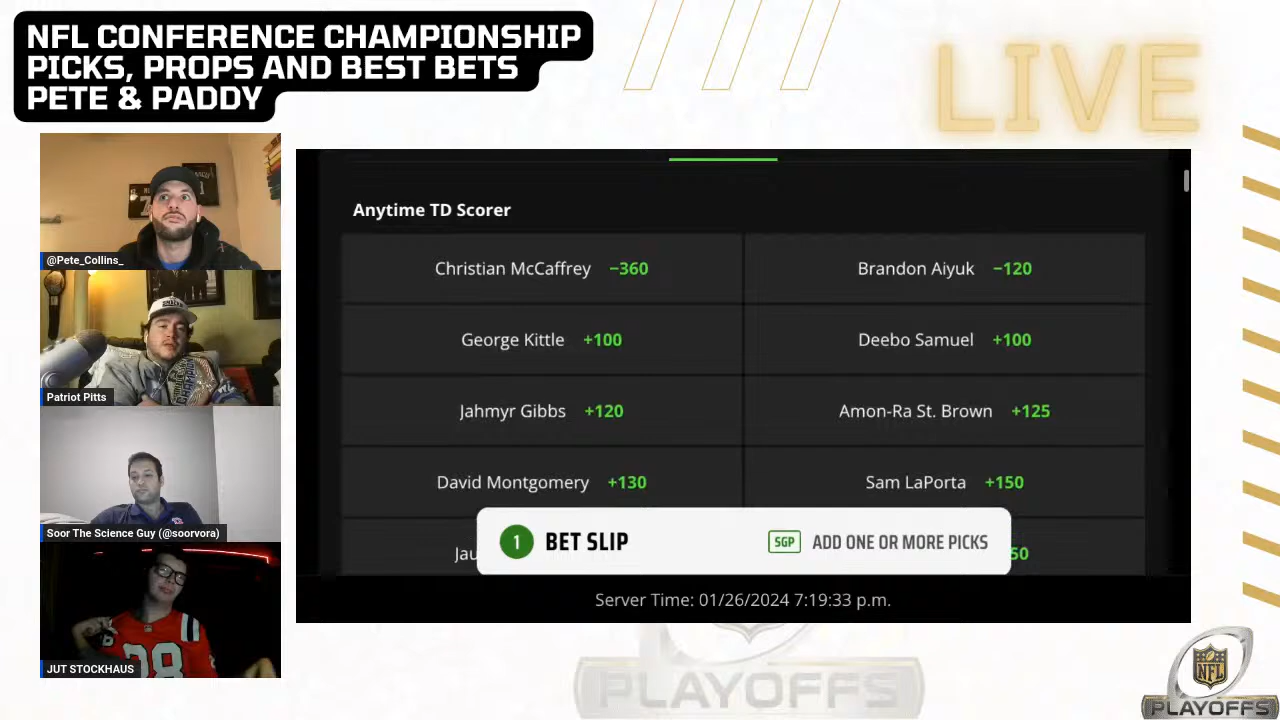 NFL CONFERENCE CHAMPIONSHIP
PICKS, PROPS AND BEST BETS
PETE & PADDY
LIVE
@Pete_Collins_
Patriot Pitts
Soor The Science Guy (@soorvora)
JUT STOCKHAUS
28
Anytime TD Scorer
Christian McCaffrey −360
Brandon Aiyuk −120
George Kittle +100
Deebo Samuel +100
Jahmyr Gibbs +120
Amon-Ra St. Brown +125
David Montgomery +130
Sam LaPorta +150
1 BET SLIP
SGP ADD ONE OR MORE PICKS
Server Time: 01/26/2024 7:19:33 p.m.
PLAYOFFS
NFL
PLAYOFFS